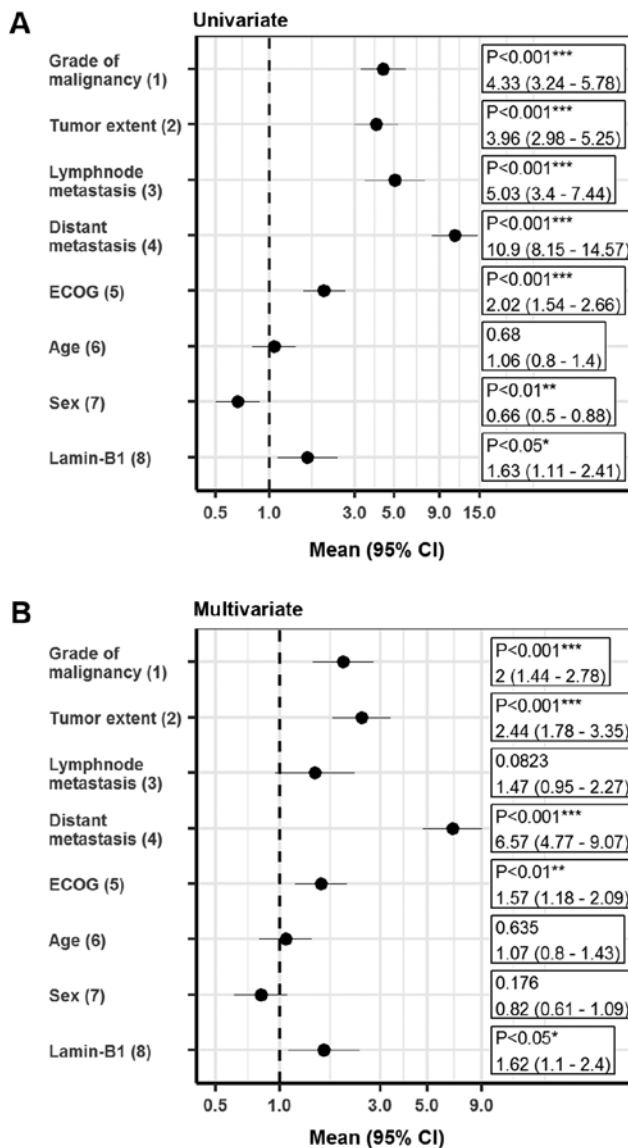 A
Univariate
Grade of
malignancy (1)
P<0.001***
4.33 (3.24 - 5.78)
Tumor extent (2)
P<0.001***
3.96 (2.98 - 5.25)
Lymphnode
metastasis (3)
P<0.001***
5.03 (3.4 - 7.44)
Distant
metastasis (4)
P<0.001***
10.9 (8.15 - 14.57)
ECOG (5)
P<0.001***
2.02 (1.54 - 2.66)
Age (6)
0.68
1.06 (0.8 - 1.4)
Sex (7)
P<0.01**
0.66 (0.5 - 0.88)
Lamin-B1 (8)
P<0.05*
1.63 (1.11 - 2.41)
0.5 1.0 3.0 5.0 9.0 15.0
Mean (95% CI)
B
Multivariate
Grade of
malignancy (1)
P<0.001***
2 (1.44 - 2.78)
Tumor extent (2)
P<0.001***
2.44 (1.78 - 3.35)
Lymphnode
metastasis (3)
0.0823
1.47 (0.95 - 2.27)
Distant
metastasis (4)
P<0.001***
6.57 (4.77 - 9.07)
ECOG (5)
P<0.01**
1.57 (1.18 - 2.09)
Age (6)
0.635
1.07 (0.8 - 1.43)
Sex (7)
0.176
0.82 (0.61 - 1.09)
Lamin-B1 (8)
P<0.05*
1.62 (1.1 - 2.4)
0.5 1.0 3.0 5.0 9.0
Mean (95% CI)